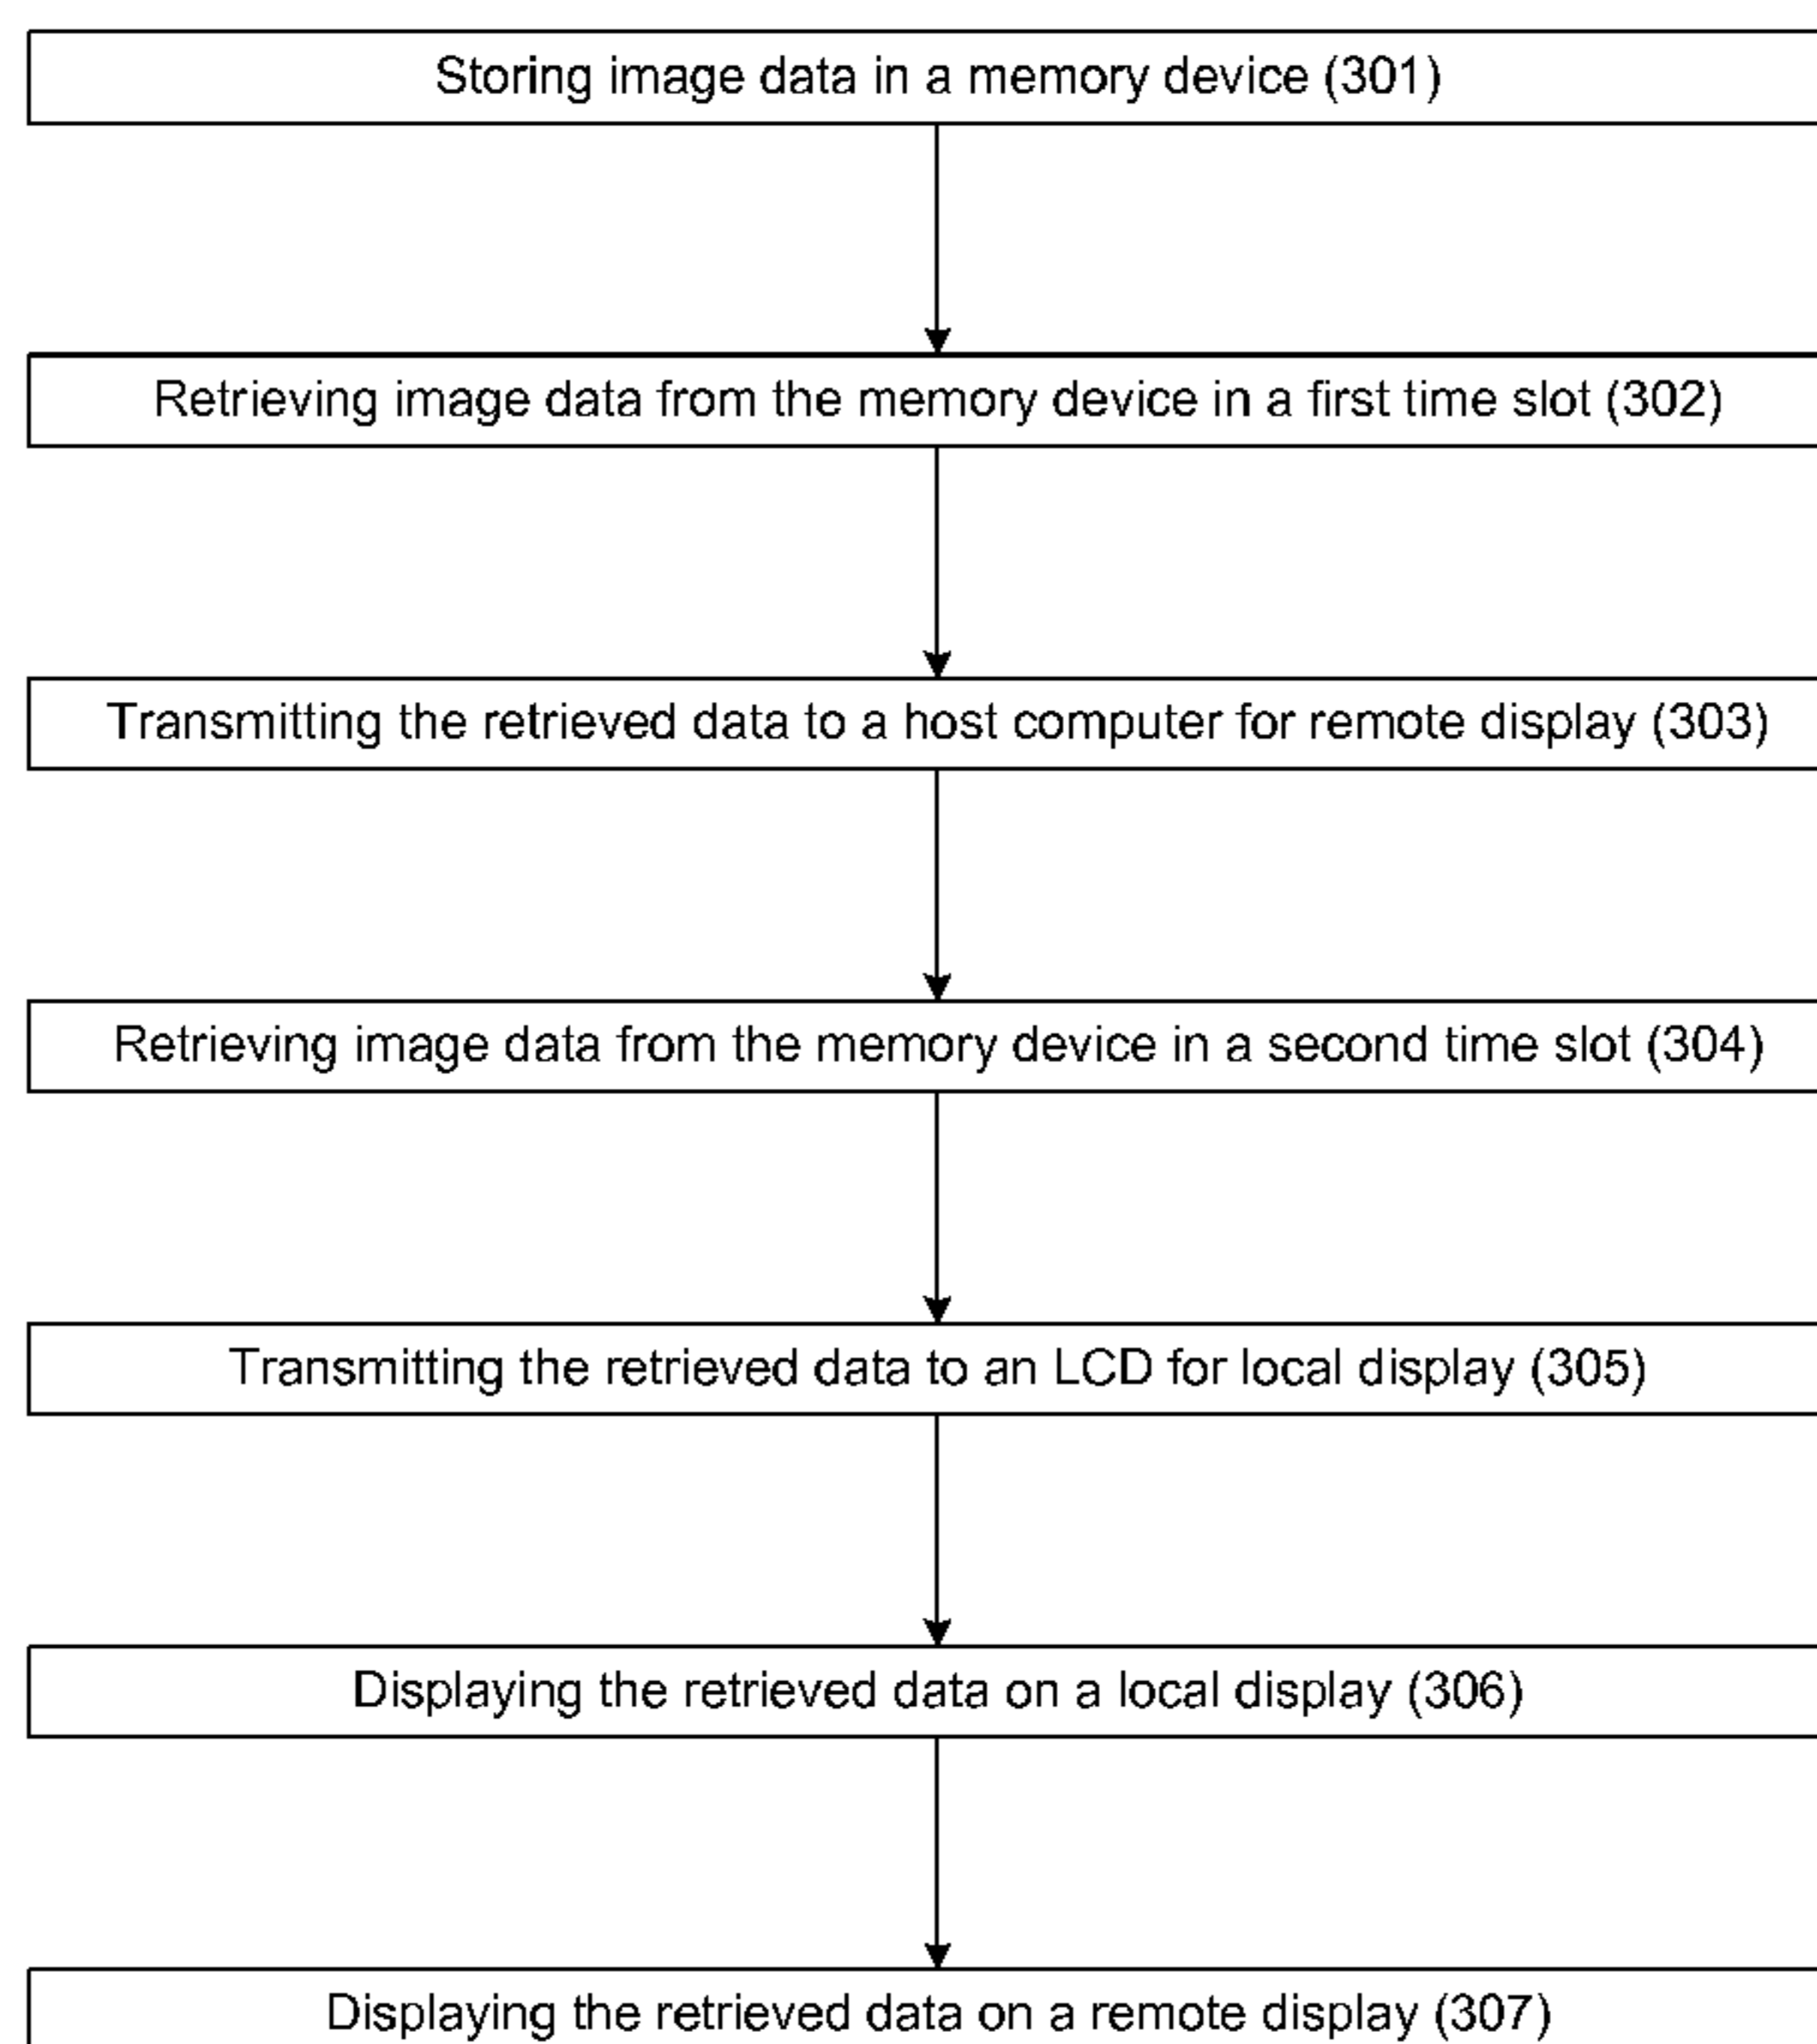 Storing image data in a memory device (301)
Retrieving image data from the memory device in a first time slot (302)
Transmitting the retrieved data to a host computer for remote display (303)
Retrieving image data from the memory device in a second time slot (304)
Transmitting the retrieved data to an LCD for local display (305)
Displaying the retrieved data on a local display (306)
Displaying the retrieved data on a remote display (307)